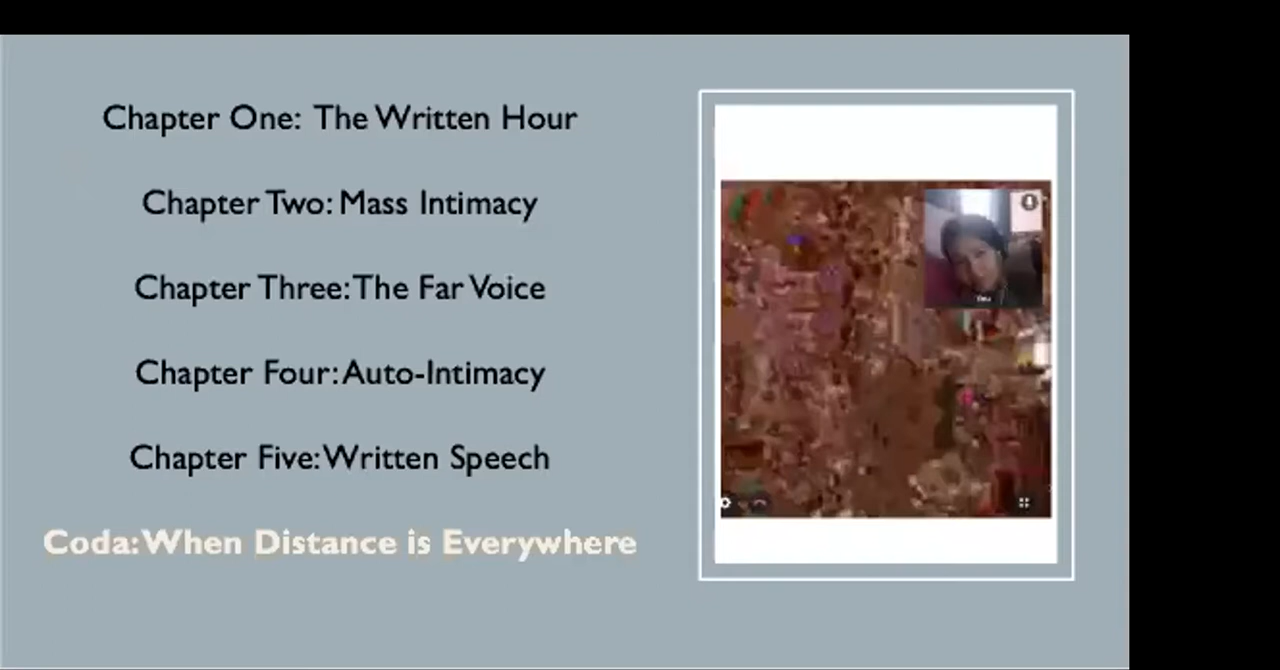 Chapter One: The Written Hour
Chapter Two: Mass Intimacy
Chapter Three: The Far Voice
Chapter Four: Auto-Intimacy
Chapter Five: Written Speech
Coda: When Distance is Everywhere